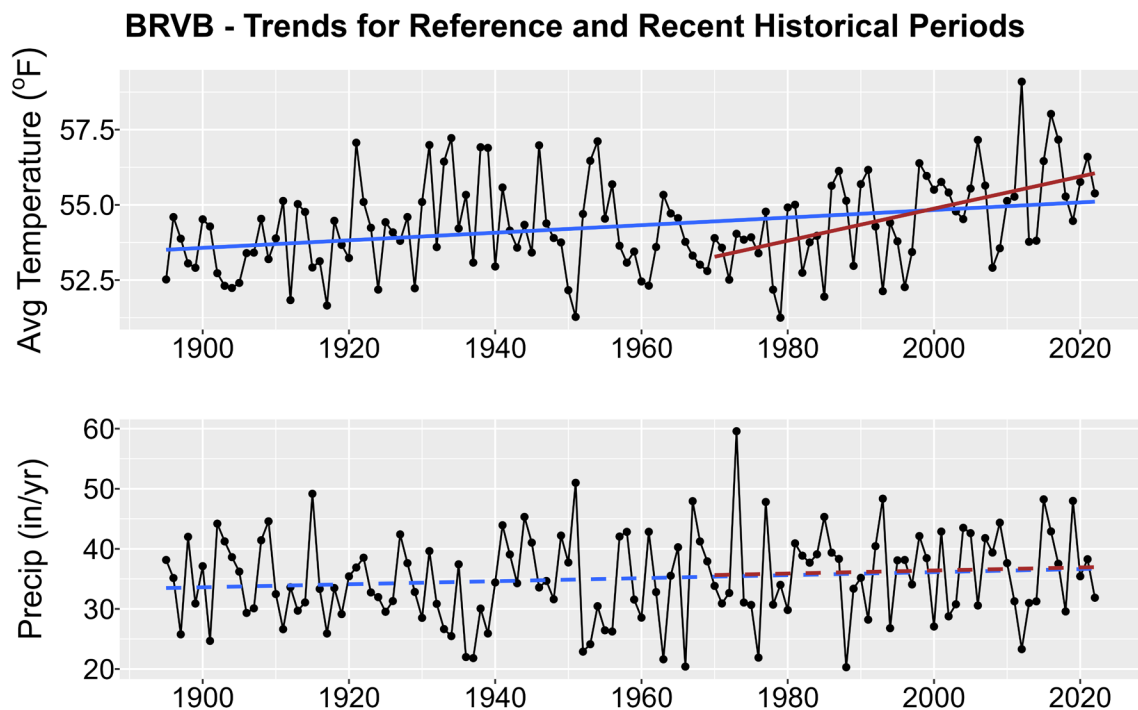 BRVB - Trends for Reference and Recent Historical Periods
Avg Temperature (°F)
57.5
55.0
52.5
1900 1920 1940 1960 1980 2000 2020
Precip (in/yr)
60
50
40
30
20
1900 1920 1940 1960 1980 2000 2020